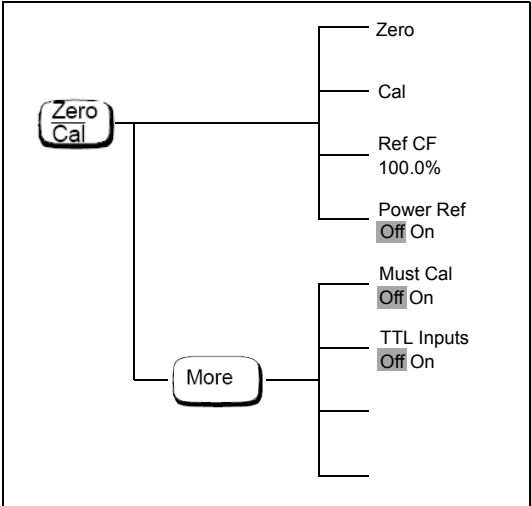 Zero
Cal
Zero
Cal
Ref CF
100.0%
Power Ref
Off On
Must Cal
Off On
TTL Inputs
Off On
More